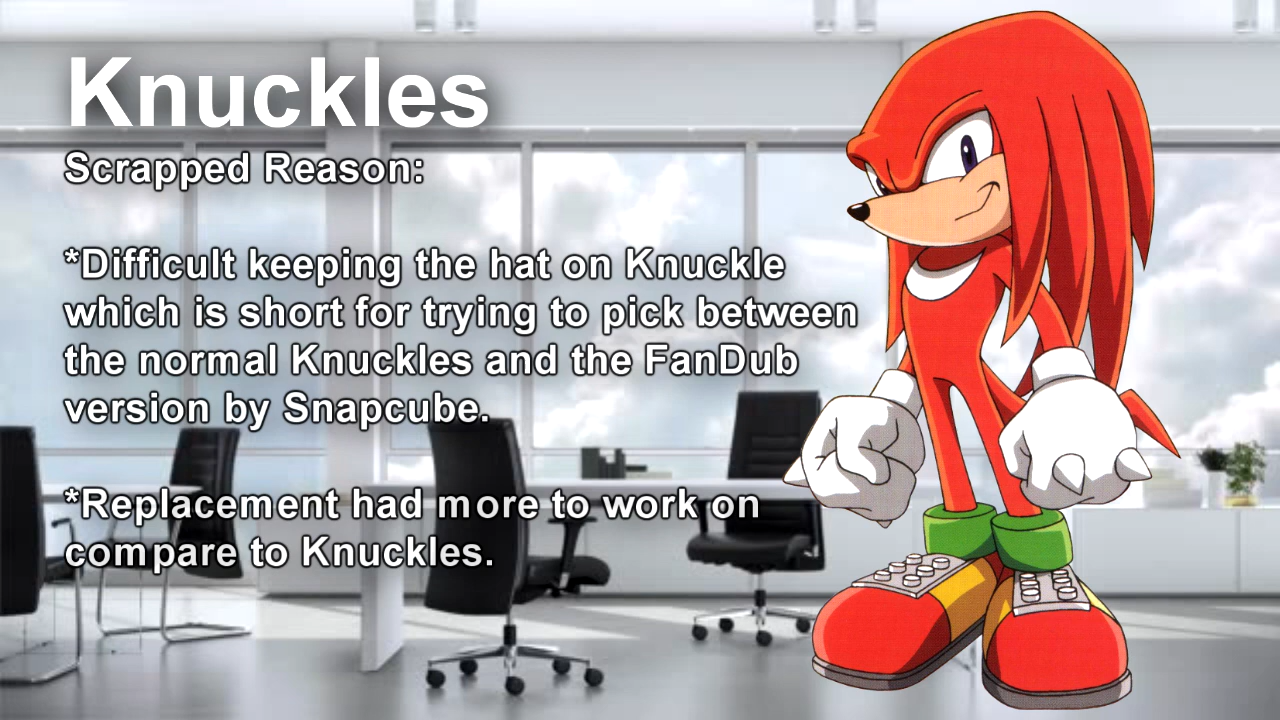 Knuckles
Scrapped Reason:
*Difficult keeping the hat on Knuckle
which is short for trying to pick between
the normal Knuckles and the FanDub
version by Snapcube.
*Replacement had more to work on
compare to Knuckles.